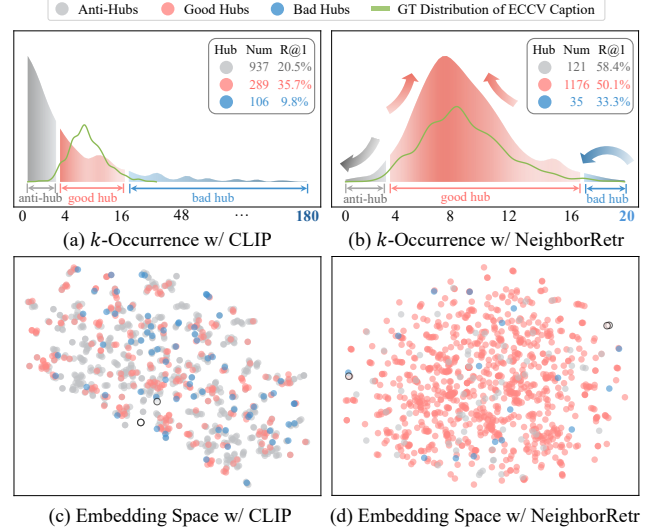 Anti-Hubs Good Hubs Bad Hubs GT Distribution of ECCV Caption
Hub Num R@1
937 20.5%
289 35.7%
106 9.8%
anti-hub good hub bad hub
0 4 16 48 ... 180
(a) k-Occurrence w/ CLIP
Hub Num R@1
121 58.4%
1176 50.1%
35 33.3%
anti-hub good hub bad hub
0 4 8 12 16 20
(b) k-Occurrence w/ NeighborRetr
(c) Embedding Space w/ CLIP
(d) Embedding Space w/ NeighborRetr